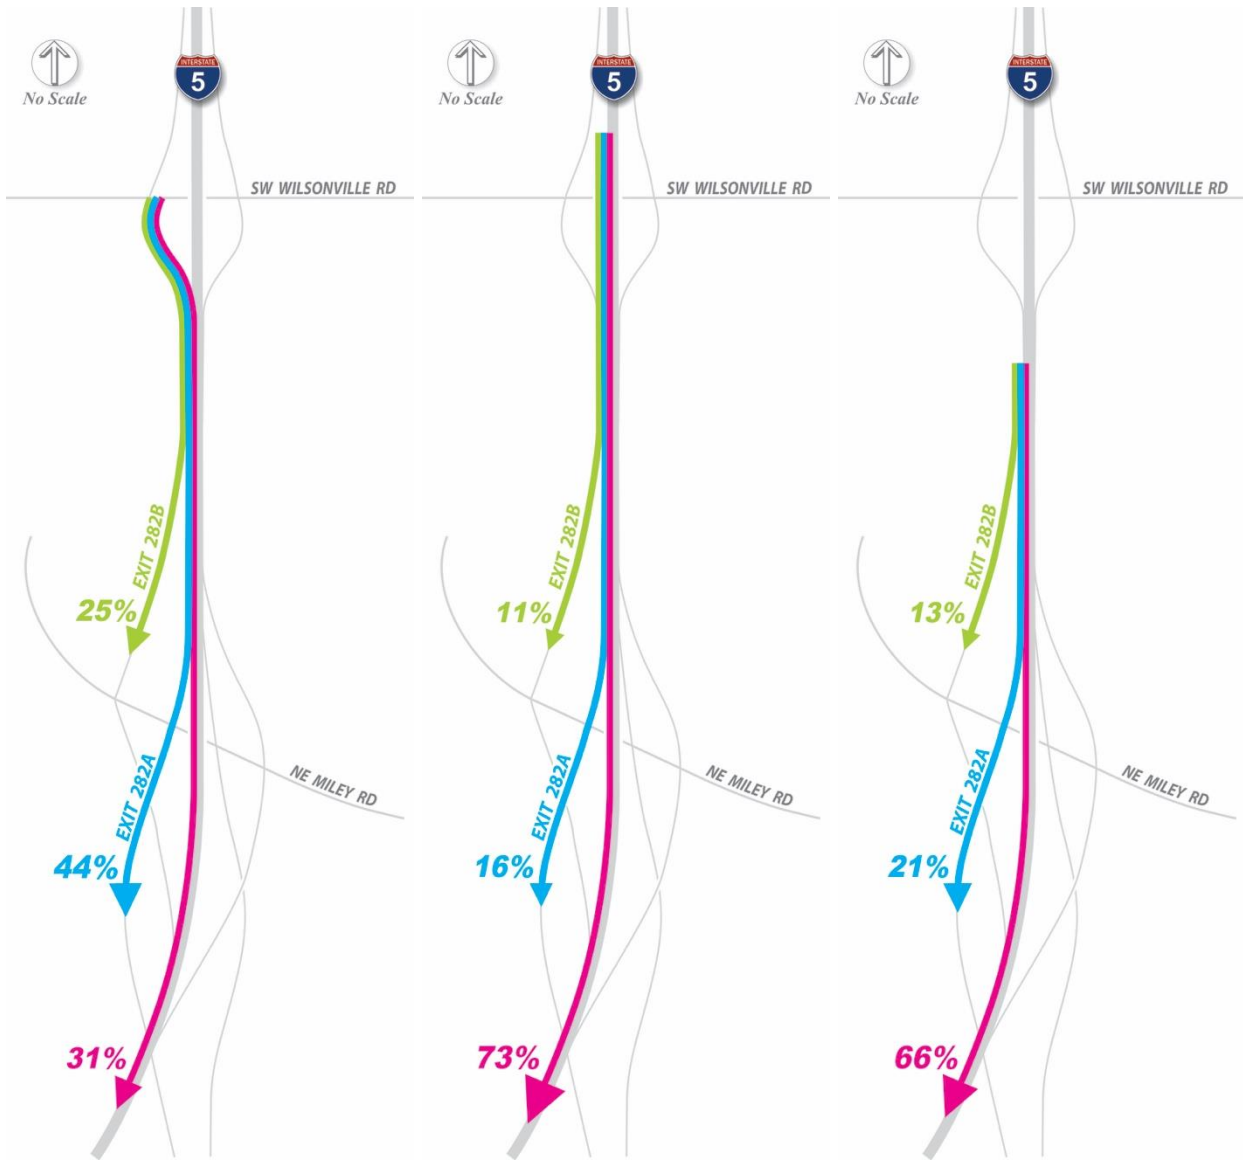 INTERSTATE
5
No Scale
SW WILSONVILLE RD
EXIT 282B
25%
NE MILEY RD
EXIT 282A
44%
31%
INTERSTATE
5
No Scale
SW WILSONVILLE RD
EXIT 282B
11%
NE MILEY RD
EXIT 282A
16%
73%
INTERSTATE
5
No Scale
SW WILSONVILLE RD
EXIT 282B
13%
NE MILEY RD
EXIT 282A
21%
66%